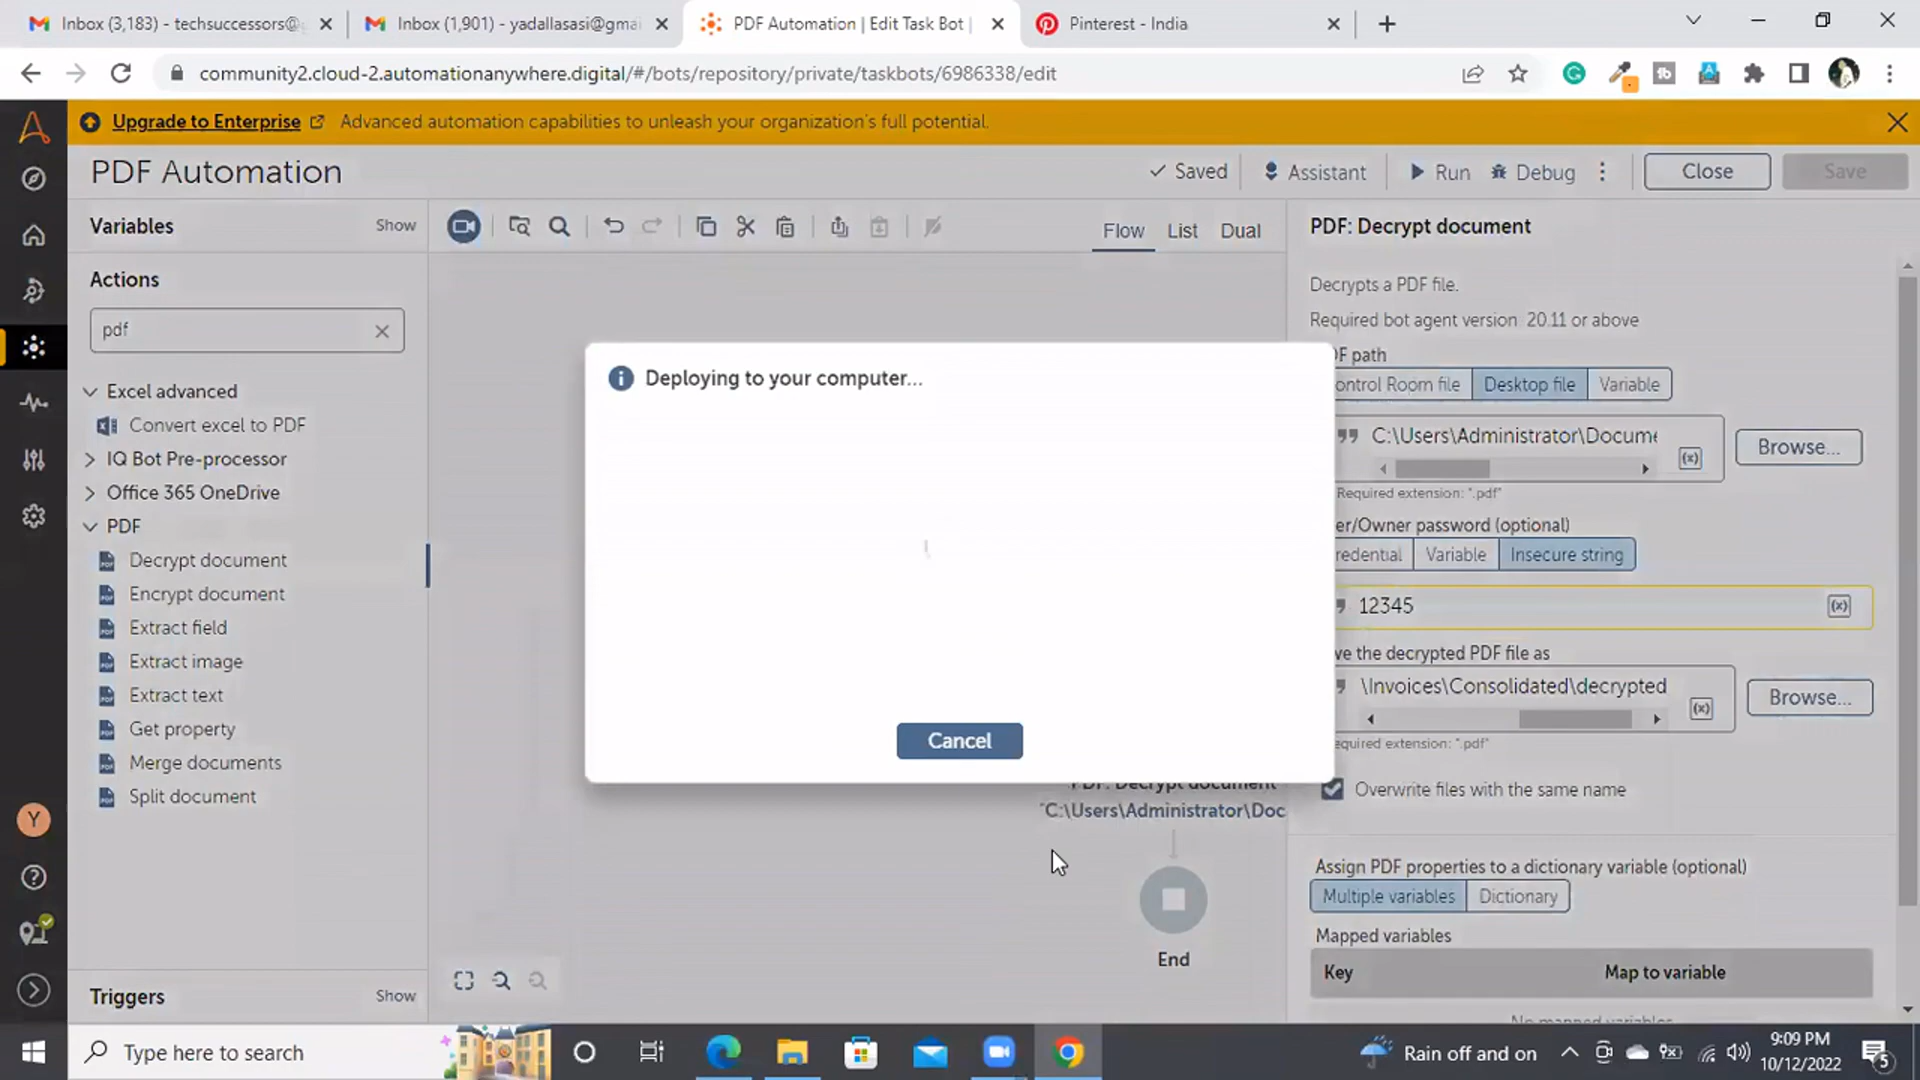 Inbox (3,183) - techsuccessors@g
Inbox (1,901) - yadallasasi@gmai
PDF Automation | Edit Task Bot |
Pinterest - India
community2.cloud-2.automationanywhere.digital/#/bots/repository/private/taskbots/6986338/edit
Upgrade to Enterprise Advanced automation capabilities to unleash your organization's full potential.
PDF Automation
Saved
Assistant
Run
Debug
Close
Save
Variables
Show
Flow
List
Dual
PDF: Decrypt document
Actions
pdf
Excel advanced
Convert excel to PDF
IQ Bot Pre-processor
Office 365 OneDrive
PDF
Decrypt document
Encrypt document
Extract field
Extract image
Extract text
Get property
Merge documents
Split document
Triggers
Show
Deploying to your computer...
Cancel
PDF: Decrypt document
"C:\Users\Administrator\Doc
End
Decrypts a PDF file.
Required bot agent version: 20.11 or above
F path
ontrol Room file
Desktop file
Variable
C:\Users\Administrator\Docume
(x)
Browse...
Required extension: ".pdf"
er/Owner password (optional)
redential
Variable
Insecure string
12345
(x)
ve the decrypted PDF file as
\Invoices\Consolidated\decrypted
(x)
Browse...
equired extension: ".pdf"
Overwrite files with the same name
Assign PDF properties to a dictionary variable (optional)
Multiple variables
Dictionary
Mapped variables
Key
Map to variable
No mapped variables
Y
Type here to search
Rain off and on
9:09 PM
10/12/2022
5